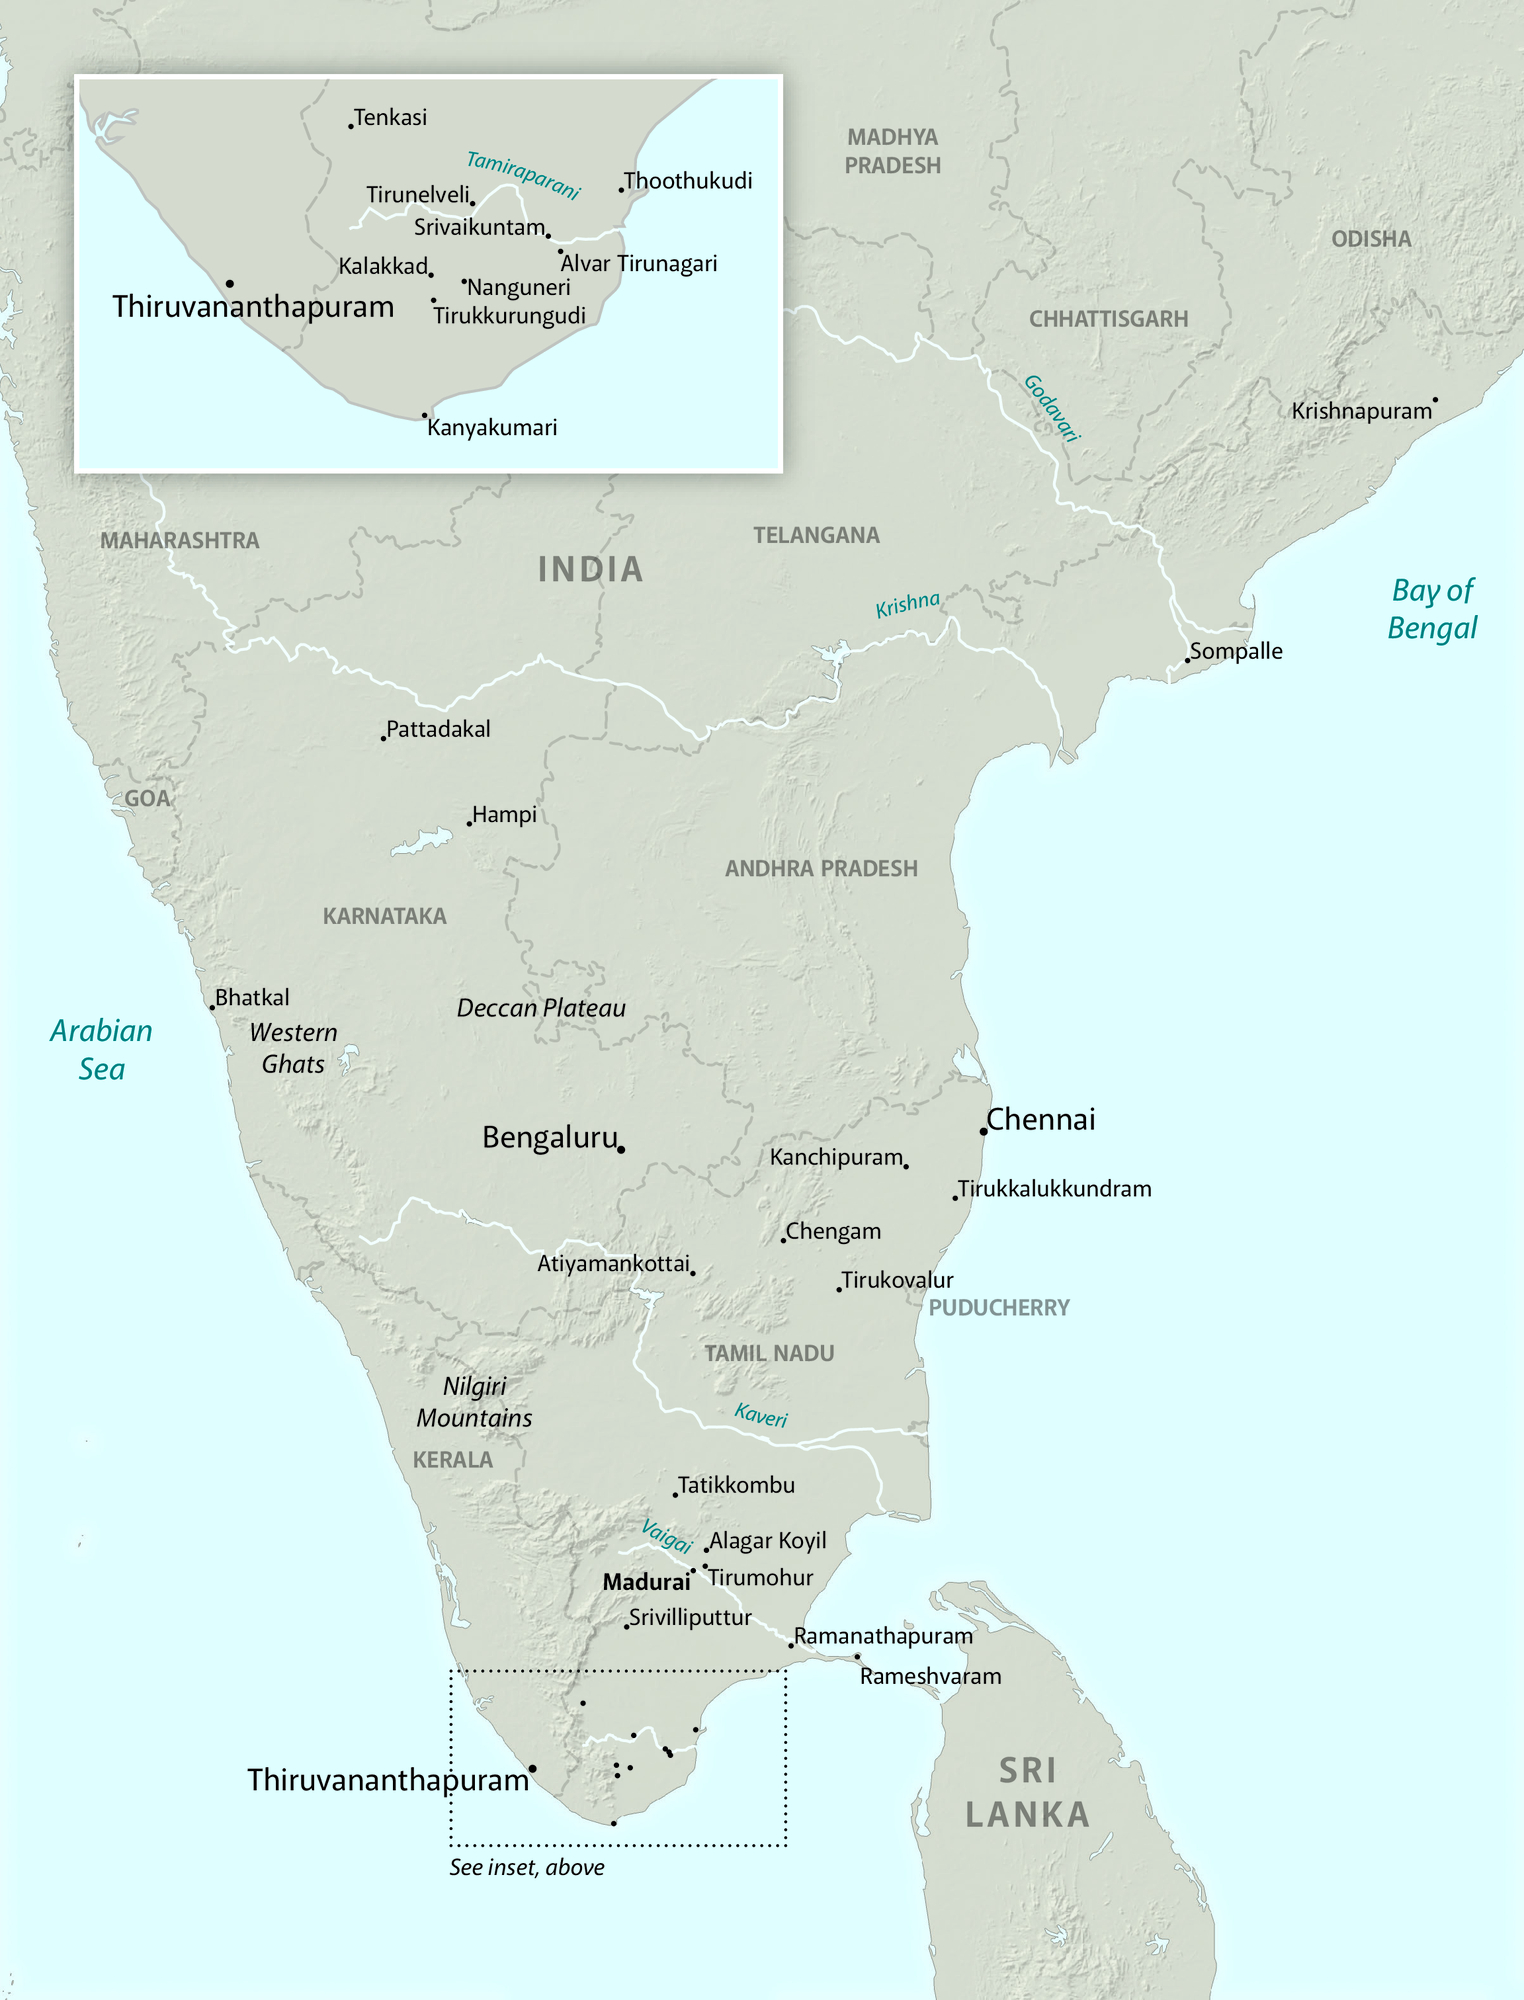 Tenkasi
Tamiraparani
Thoothukudi
Tirunelveli
Srivaikuntam
Alvar Tirunagari
Kalakkad
Nanguneri
Tirukkurungudi
Thiruvananthapuram
Kanyakumari
MADHYA
PRADESH
ODISHA
CHHATTISGARH
Godavari
Krishnapuram
MAHARASHTRA
INDIA
TELANGANA
Krishna
Bay of
Bengal
Sompalle
Pattadakal
GOA
Hampi
ANDHRA PRADESH
KARNATAKA
Bhatkal
Deccan Plateau
Arabian
Sea
Western
Ghats
Bengaluru
Chennai
Kanchipuram
Tirukkalukkundram
Chengam
Atiyamankottai
Tirukovalur
PUDUCHERRY
TAMIL NADU
Nilgiri
Mountains
Kaveri
KERALA
Tatikkombu
Vaigai
Alagar Koyil
Madurai
Tirumohur
Srivilliputtur
Ramanathapuram
Rameshvaram
Thiruvananthapuram
SRI
LANKA
See inset, above